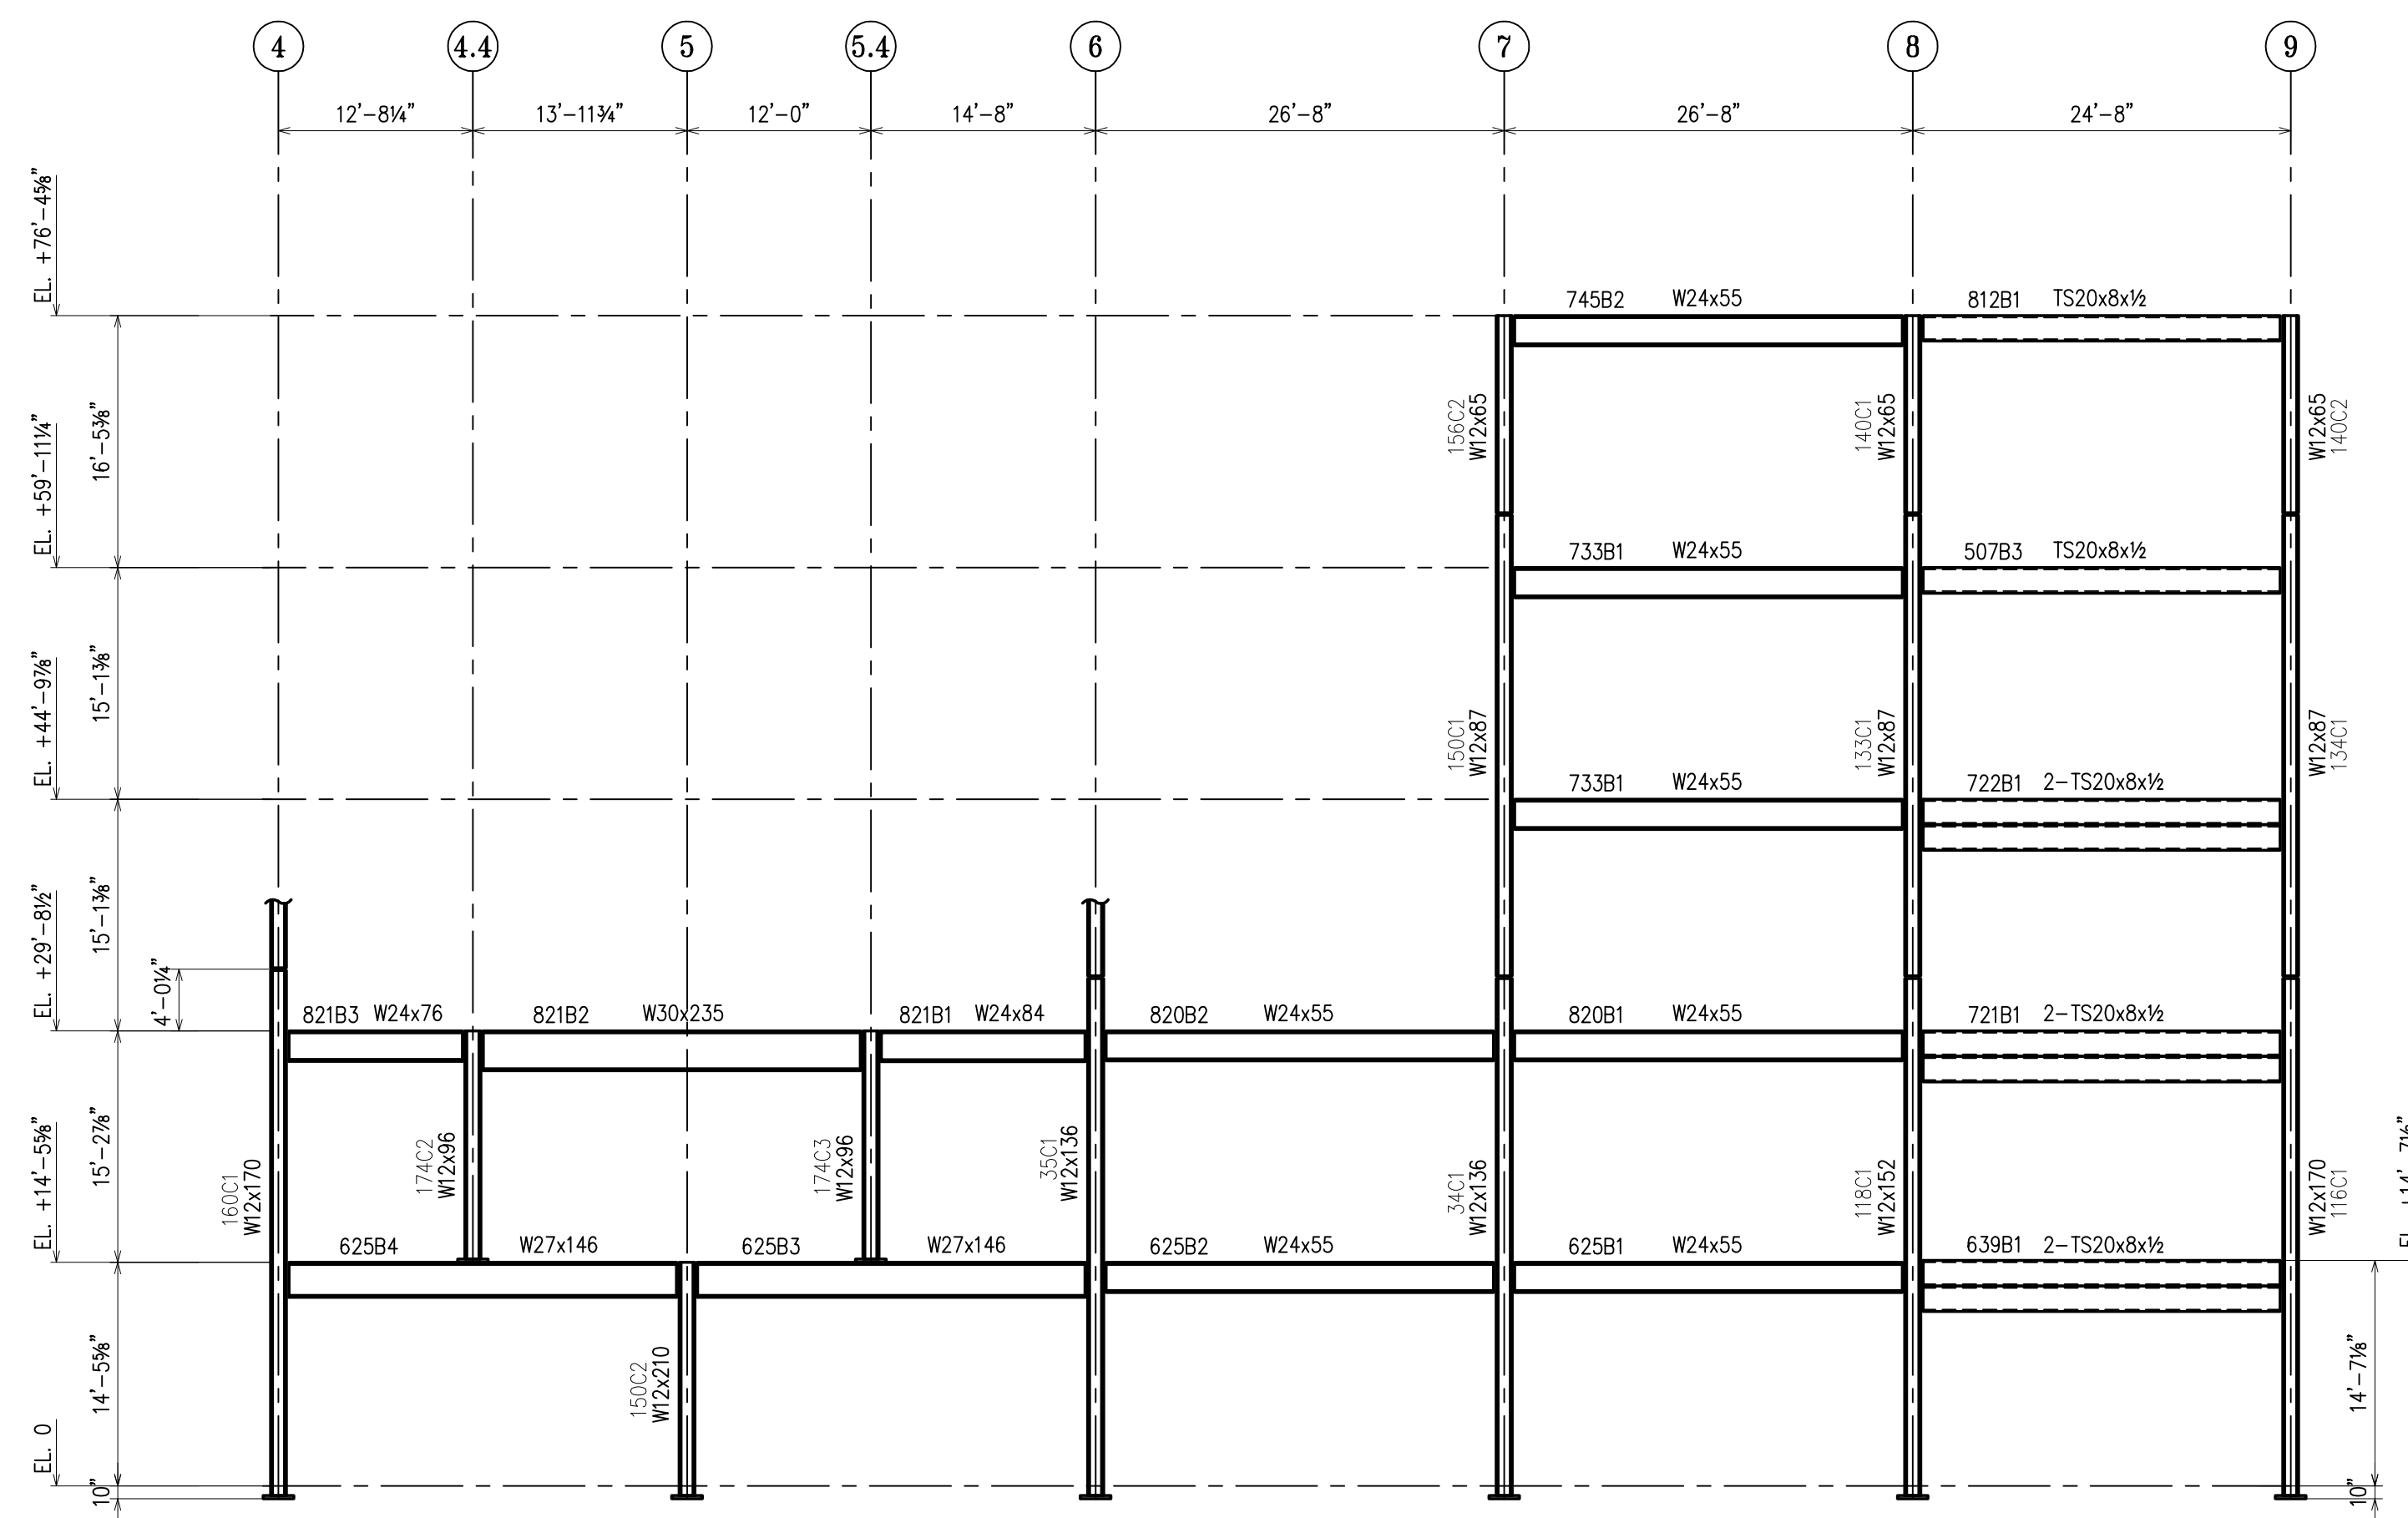 4 4.4 5 5.4 6 7 8 9
12'-8¼" 13'-11¾" 12'-0" 14'-8" 26'-8" 26'-8" 24'-8"
EL. +76'-4⅝"
745B2 W24x55 812B1 TS20x8x½
16'-5⅜"
156C2
W12x65
140C1
W12x65
W12x65
140C2
EL. +59'-11¼"
733B1 W24x55 507B3 TS20x8x½
15'-1⅜"
150C1
W12x87
133C1
W12x87
W12x87
134C1
EL. +44'-9⅞"
733B1 W24x55 722B1 2-TS20x8x½
15'-1⅜"
4'-0¼"
EL. +29'-8½"
821B3 W24x76 821B2 W30x235 821B1 W24x84 820B2 W24x55 820B1 W24x55 721B1 2-TS20x8x½
15'-2⅞"
160C1
W12x170
174C2
W12x96
174C3
W12x96
35C1
W12x136
34C1
W12x136
118C1
W12x152
W12x170
116C1
EL. +14'-5⅝"
625B4 W27x146 625B3 W27x146 625B2 W24x55 625B1 W24x55 639B1 2-TS20x8x½
14'-5⅝"
150C2
W12x210
14'-7⅛"
EL. 0
10"
10"